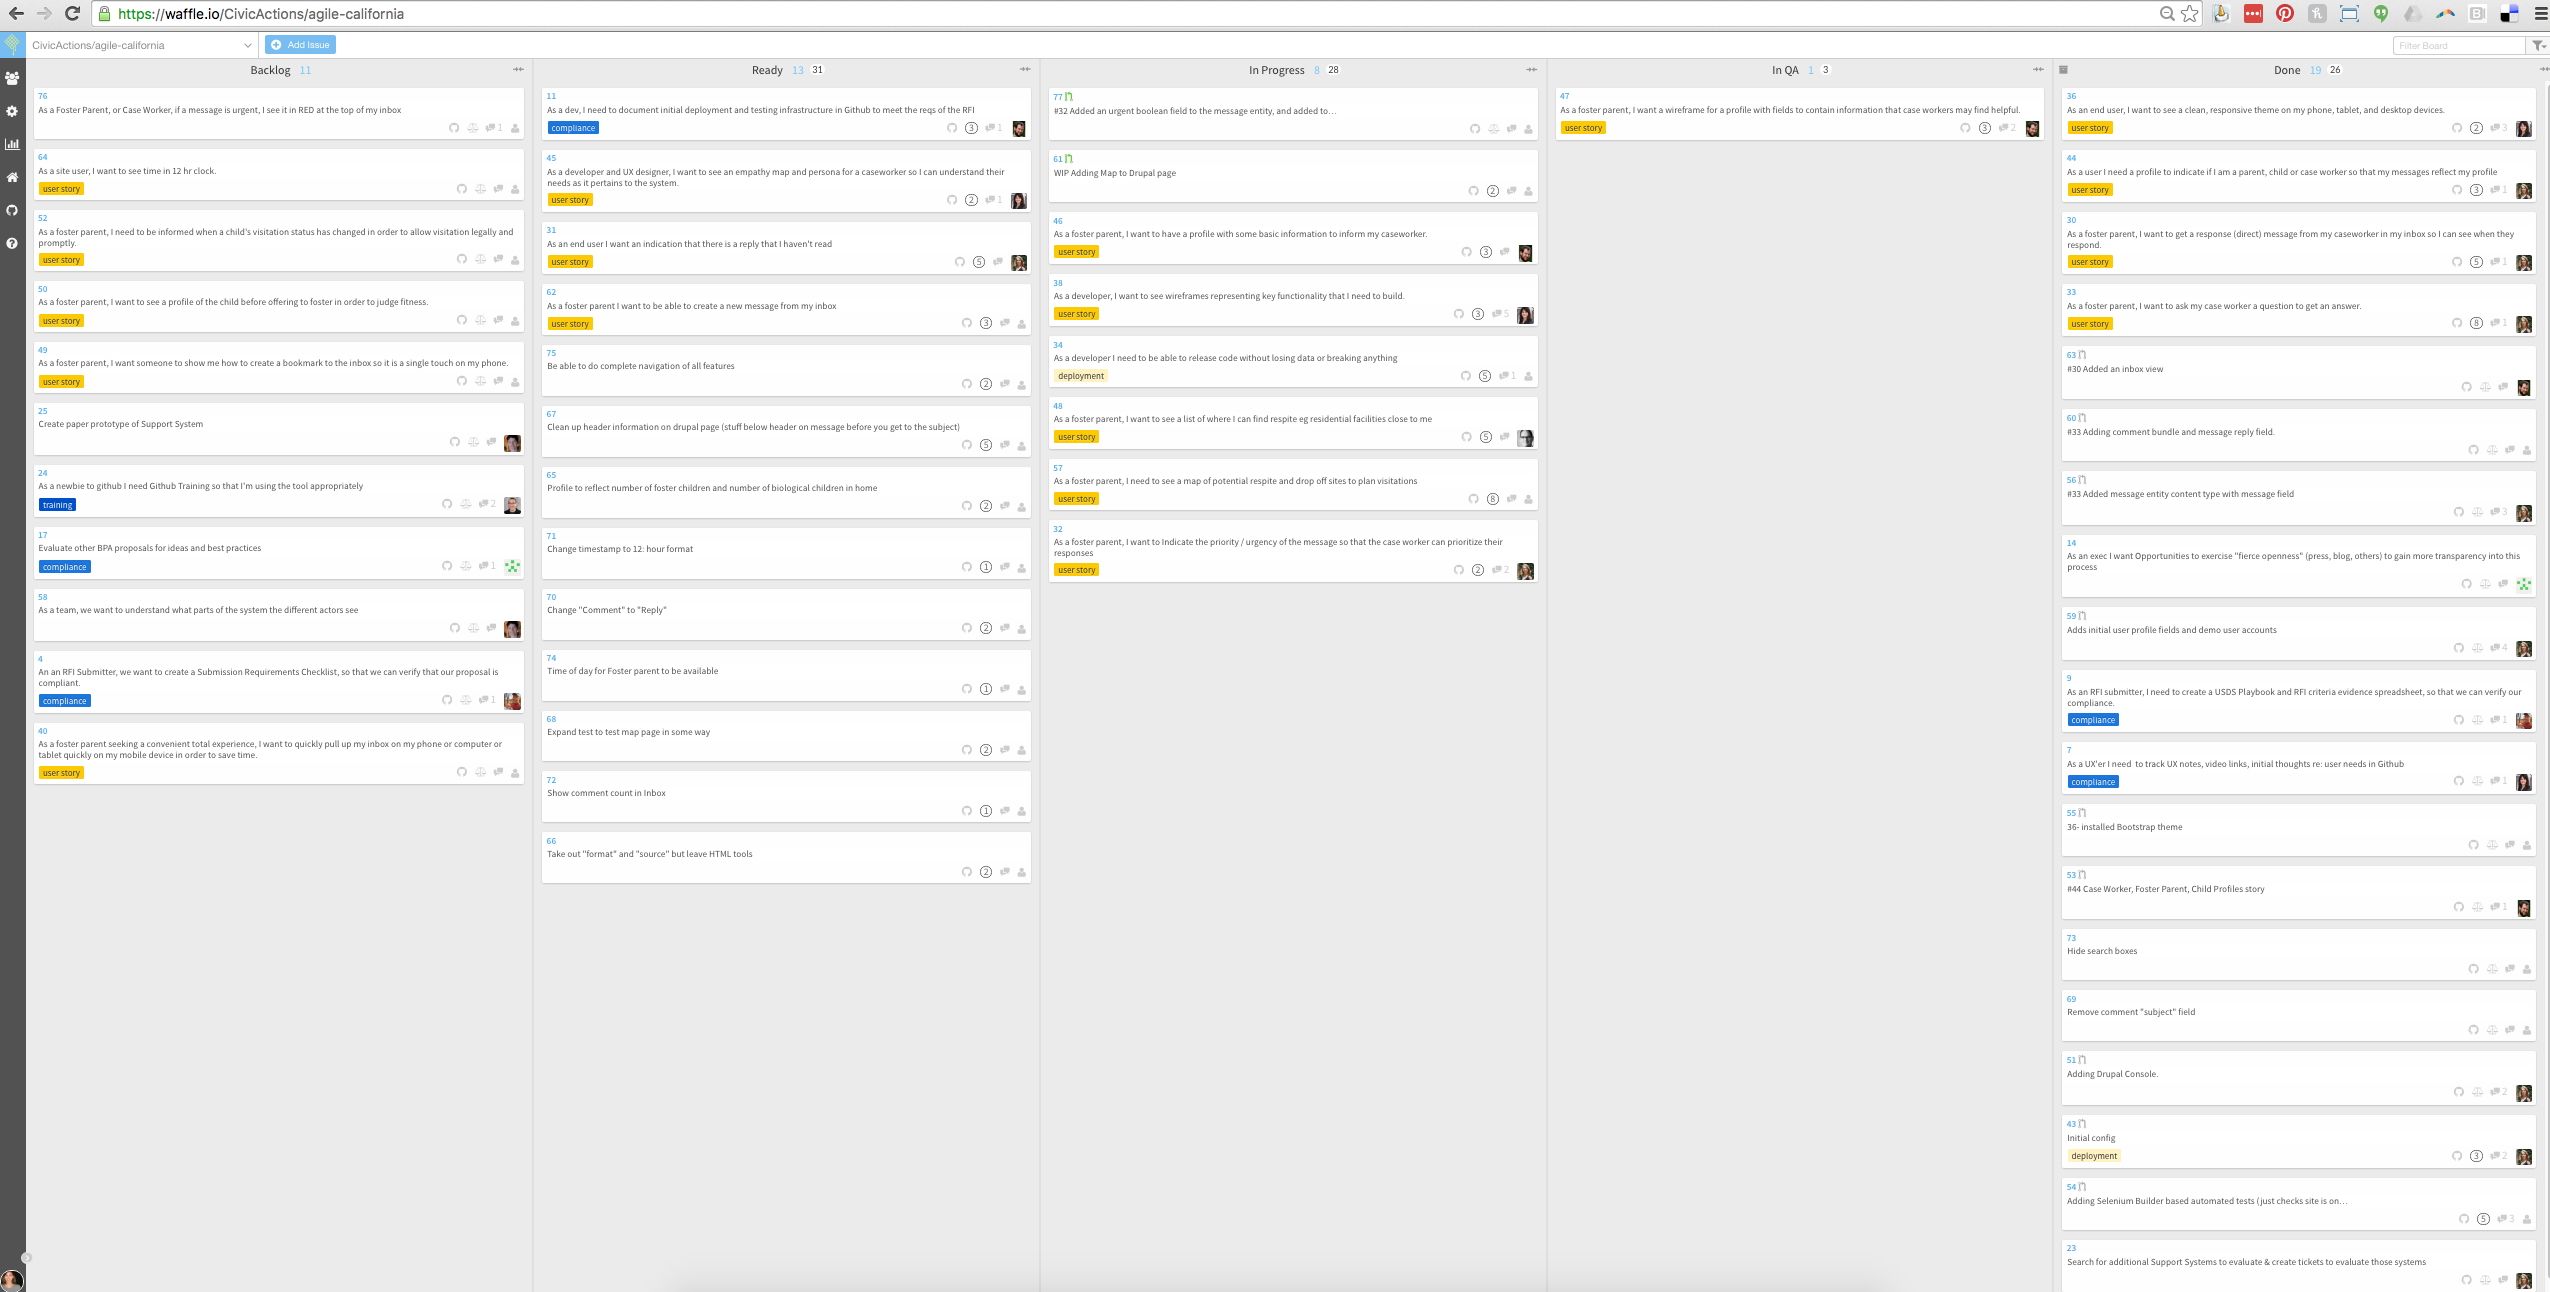 https://waffle.io/CivicActions/agile-california
CivicActions/agile-california
Add Issue
Filter Board
Backlog 11
76
As a Foster Parent, or Case Worker, if a message is urgent, I see it in RED at the top of my inbox
1
64
As a site user, I want to see time in 12 hr clock.
user story
52
As a foster parent, I need to be informed when a child's visitation status has changed in order to allow visitation legally and
promptly.
user story
50
As a foster parent, I want to see a profile of the child before offering to foster in order to judge fitness.
user story
49
As a foster parent, I want someone to show me how to create a bookmark to the inbox so it is a single touch on my phone.
user story
25
Create paper prototype of Support System
24
As a newbie to github I need Github Training so that I'm using the tool appropriately
training 2
17
Evaluate other BPA proposals for ideas and best practices
compliance 1
58
As a team, we want to understand what parts of the system the different actors see
4
An an RFI Submitter, we want to create a Submission Requirements Checklist, so that we can verify that our proposal is
compliant.
compliance 1
40
As a foster parent seeking a convenient total experience, I want to quickly pull up my inbox on my phone or computer or
tablet quickly on my mobile device in order to save time.
user story
Ready 13 31
11
As a dev, I need to document initial deployment and testing infrastructure in Github to meet the reqs of the RFI
compliance 3 1
45
As a developer and UX designer, I want to see an empathy map and persona for a caseworker so I can understand their
needs as it pertains to the system.
user story 2 1
31
As an end user I want an indication that there is a reply that I haven't read
user story 5
62
As a foster parent I want to be able to create a new message from my inbox
user story 3
75
Be able to do complete navigation of all features
2
67
Clean up header information on drupal page (stuff below header on message before you get to the subject)
5
65
Profile to reflect number of foster children and number of biological children in home
2
71
Change timestamp to 12: hour format
1
70
Change "Comment" to "Reply"
2
74
Time of day for Foster parent to be available
1
68
Expand test to test map page in some way
2
72
Show comment count in Inbox
1
66
Take out "format" and "source" but leave HTML tools
2
In Progress 8 28
77
#32 Added an urgent boolean field to the message entity, and added to…
61
WIP Adding Map to Drupal page
2
46
As a foster parent, I want to have a profile with some basic information to inform my caseworker.
user story 3
38
As a developer, I want to see wireframes representing key functionality that I need to build.
user story 3 5
34
As a developer I need to be able to release code without losing data or breaking anything
deployment 5 1
48
As a foster parent, I want to see a list of where I can find respite eg residential facilities close to me
user story 5
57
As a foster parent, I need to see a map of potential respite and drop off sites to plan visitations
user story 8
32
As a foster parent, I want to Indicate the priority / urgency of the message so that the case worker can prioritize their
responses
user story 2 2
In QA 1 3
47
As a foster parent, I want a wireframe for a profile with fields to contain information that case workers may find helpful.
user story 3 2
Done 19 26
36
As an end user, I want to see a clean, responsive theme on my phone, tablet, and desktop devices.
user story 2 3
44
As a user I need a profile to indicate if I am a parent, child or case worker so that my messages reflect my profile
user story 3 1
30
As a foster parent, I want to get a response (direct) message from my caseworker in my inbox so I can see when they
respond.
user story 5 1
33
As a foster parent, I want to ask my case worker a question to get an answer.
user story 8 1
63
#30 Added an inbox view
60
#33 Adding comment bundle and message reply field.
56
#33 Added message entity content type with message field
3
14
As an exec I want Opportunities to exercise "fierce openness" (press, blog, others) to gain more transparency into this
process
59
Adds initial user profile fields and demo user accounts
4
9
As an RFI submitter, I need to create a USDS Playbook and RFI criteria evidence spreadsheet, so that we can verify our
compliance.
compliance 1
7
As a UX'er I need to track UX notes, video links, initial thoughts re: user needs in Github
compliance 1
55
36- installed Bootstrap theme
53
#44 Case Worker, Foster Parent, Child Profiles story
1
73
Hide search boxes
69
Remove comment "subject" field
51
Adding Drupal Console.
2
43
Initial config
deployment 3 2
54
Adding Selenium Builder based automated tests (just checks site is on…
5 3
23
Search for additional Support Systems to evaluate & create tickets to evaluate those systems